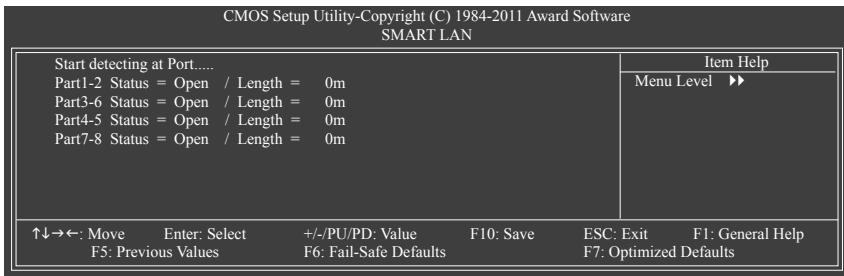 CMOS Setup Utility-Copyright (C) 1984-2011 Award Software
SMART LAN
Start detecting at Port.....
Part1-2 Status = Open / Length = 0m
Part3-6 Status = Open / Length = 0m
Part4-5 Status = Open / Length = 0m
Part7-8 Status = Open / Length = 0m
Item Help
Menu Level ▶▶
↑↓→←: Move Enter: Select +/-/PU/PD: Value F10: Save ESC: Exit F1: General Help
F5: Previous Values F6: Fail-Safe Defaults F7: Optimized Defaults